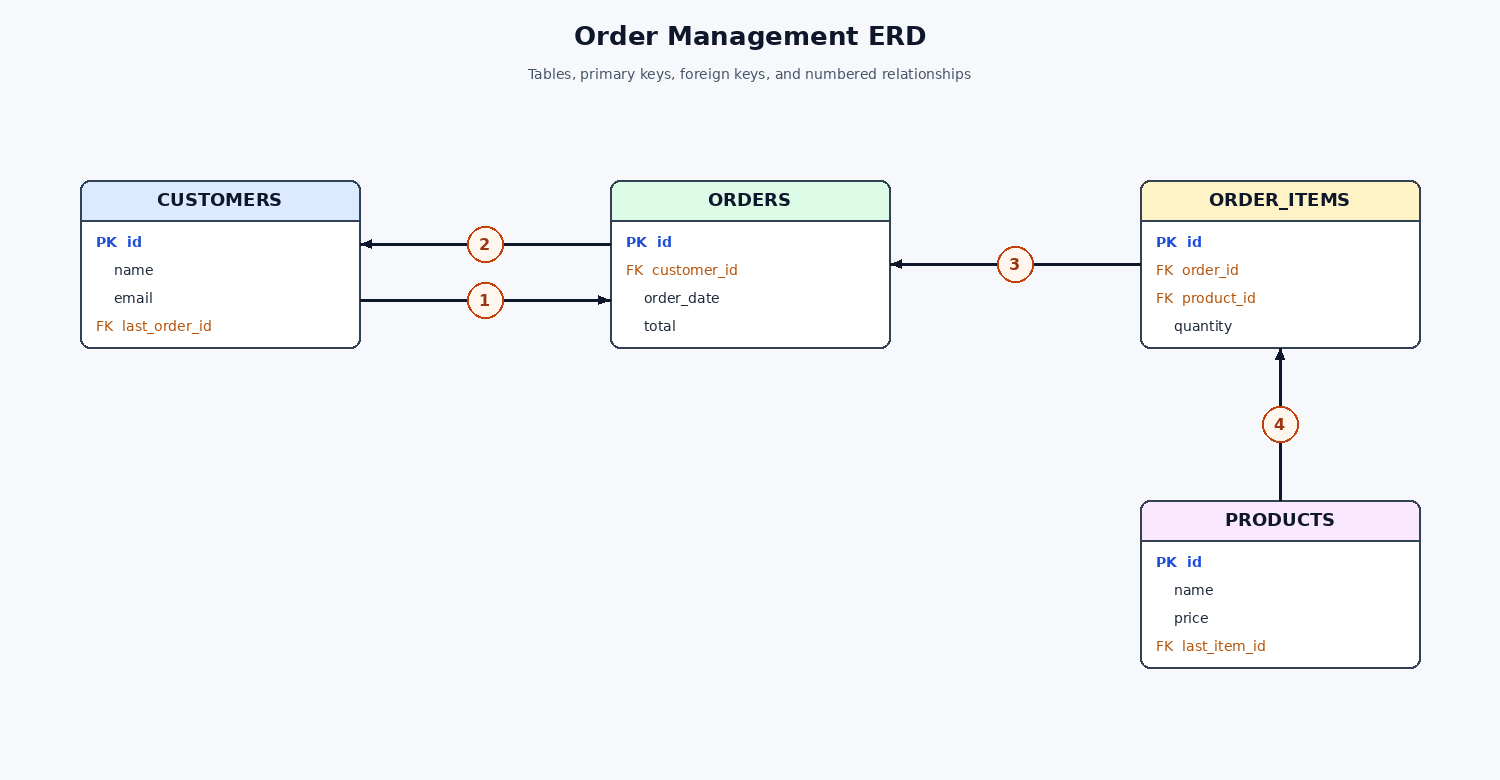 Order Management ERD
Tables, primary keys, foreign keys, and numbered relationships
CUSTOMERS
PK id
name
email
FK last_order_id
2
1
ORDERS
PK id
FK customer_id
order_date
total
3
ORDER_ITEMS
PK id
FK order_id
FK product_id
quantity
4
PRODUCTS
PK id
name
price
FK last_item_id